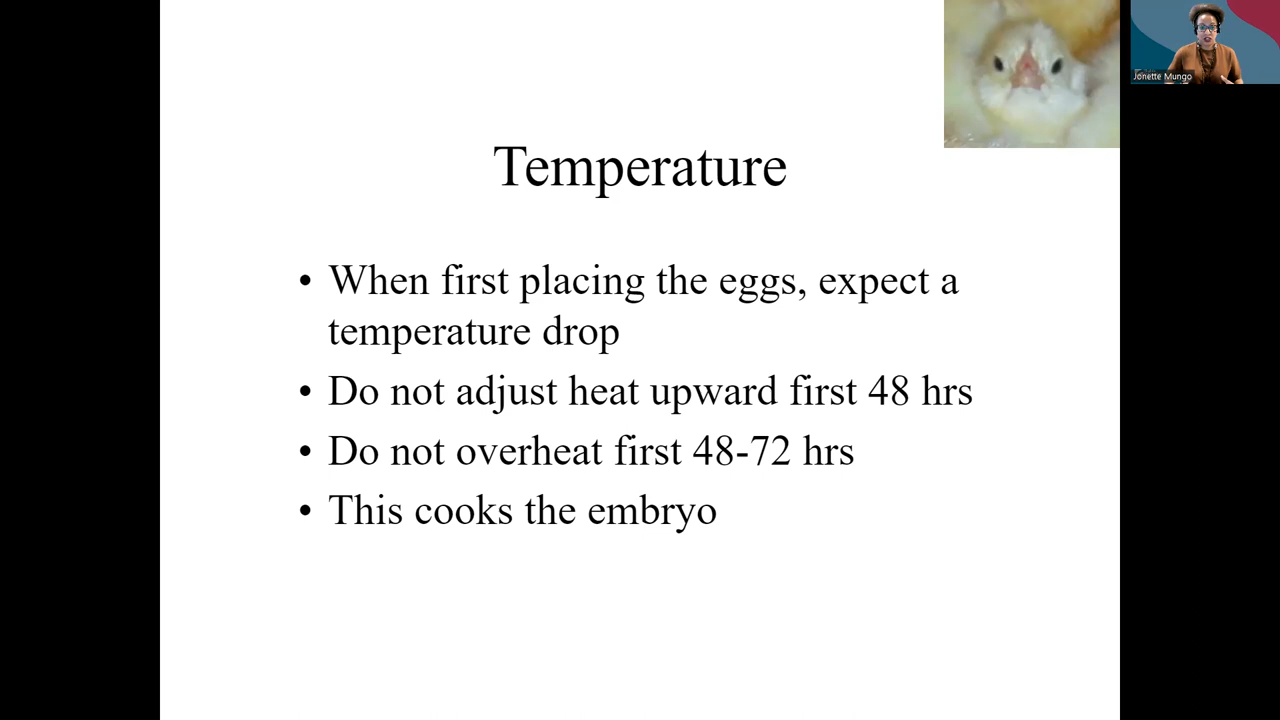 Jonette Mungo
Temperature
• When first placing the eggs, expect a
temperature drop
• Do not adjust heat upward first 48 hrs
• Do not overheat first 48-72 hrs
• This cooks the embryo